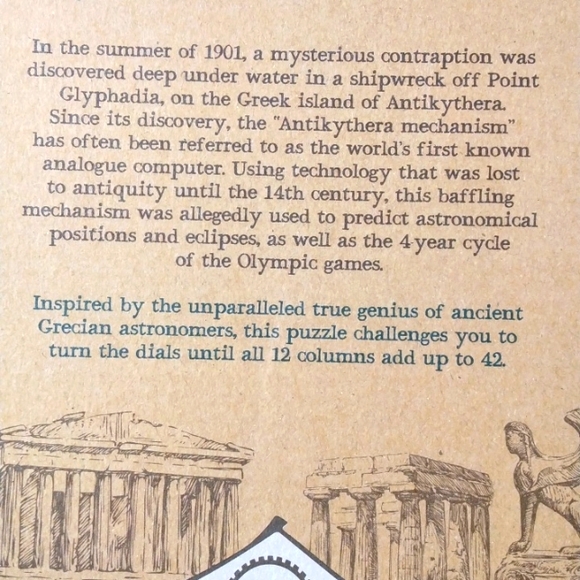 In the summer of 1901, a mysterious contraption was
discovered deep under water in a shipwreck off Point
Glyphadia, on the Greek island of Antikythera.
Since its discovery, the "Antikythera mechanism"
has often been referred to as the world's first known
analogue computer. Using technology that was lost
to antiquity until the 14th century, this baffling
mechanism was allegedly used to predict astronomical
positions and eclipses, as well as the 4 year cycle
of the Olympic games.
Inspired by the unparalleled true genius of ancient
Grecian astronomers, this puzzle challenges you to
turn the dials until all 12 columns add up to 42.